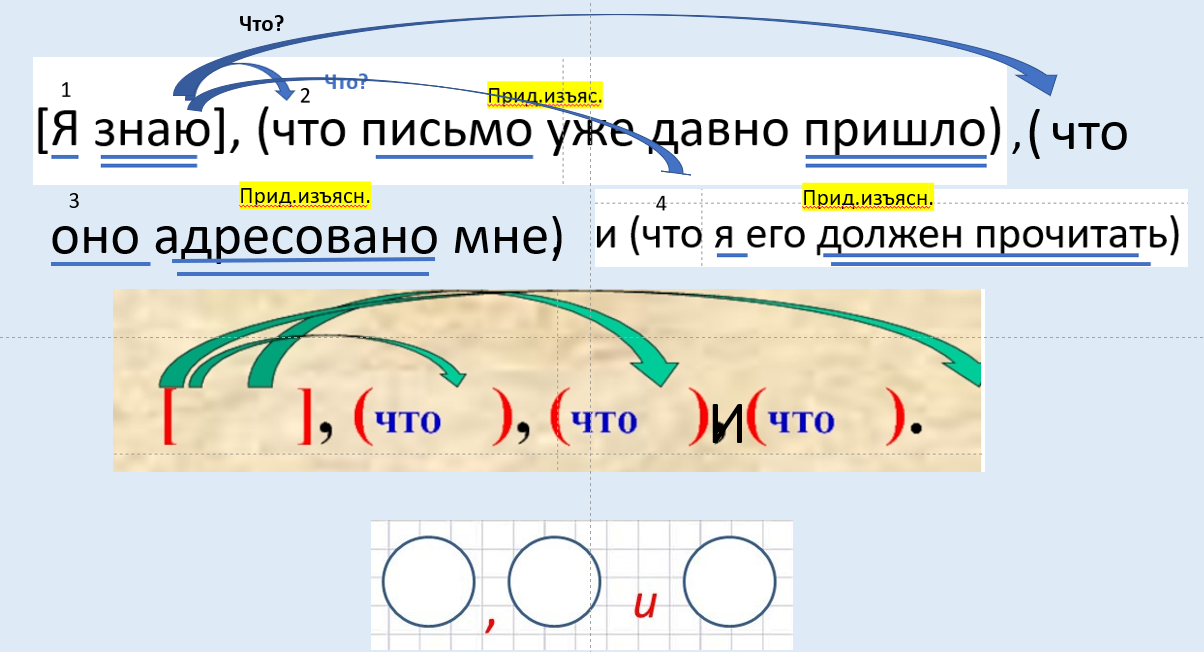 Что?
Что?
1
2
Прид.изъяс.
[Я знаю], (что письмо уже давно пришло) ,( что
3
Прид.изъясн.
4
Прид.изъясн.
оно адресовано мне) и (что я его должен прочитать)
[ ], (что ), (что ), и (что ).
, и